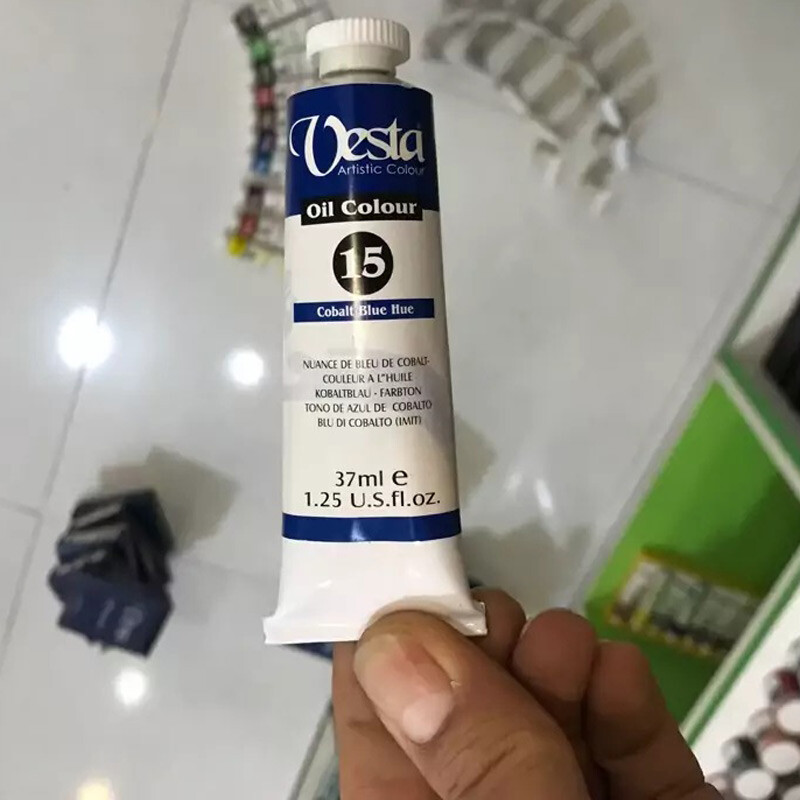 Vesta
Artistic Colour
Oil Colour
15
Cobalt Blue Hue
NUANCE DE BLEU DE COBALT-
COULEUR A L"HUILE
KOBALTBLAU - FARBTON
TONO DE AZUL DE COBALTO
BLU DI COBALTO (IMIT)
37ml e
1.25 U.S.fl.oz.